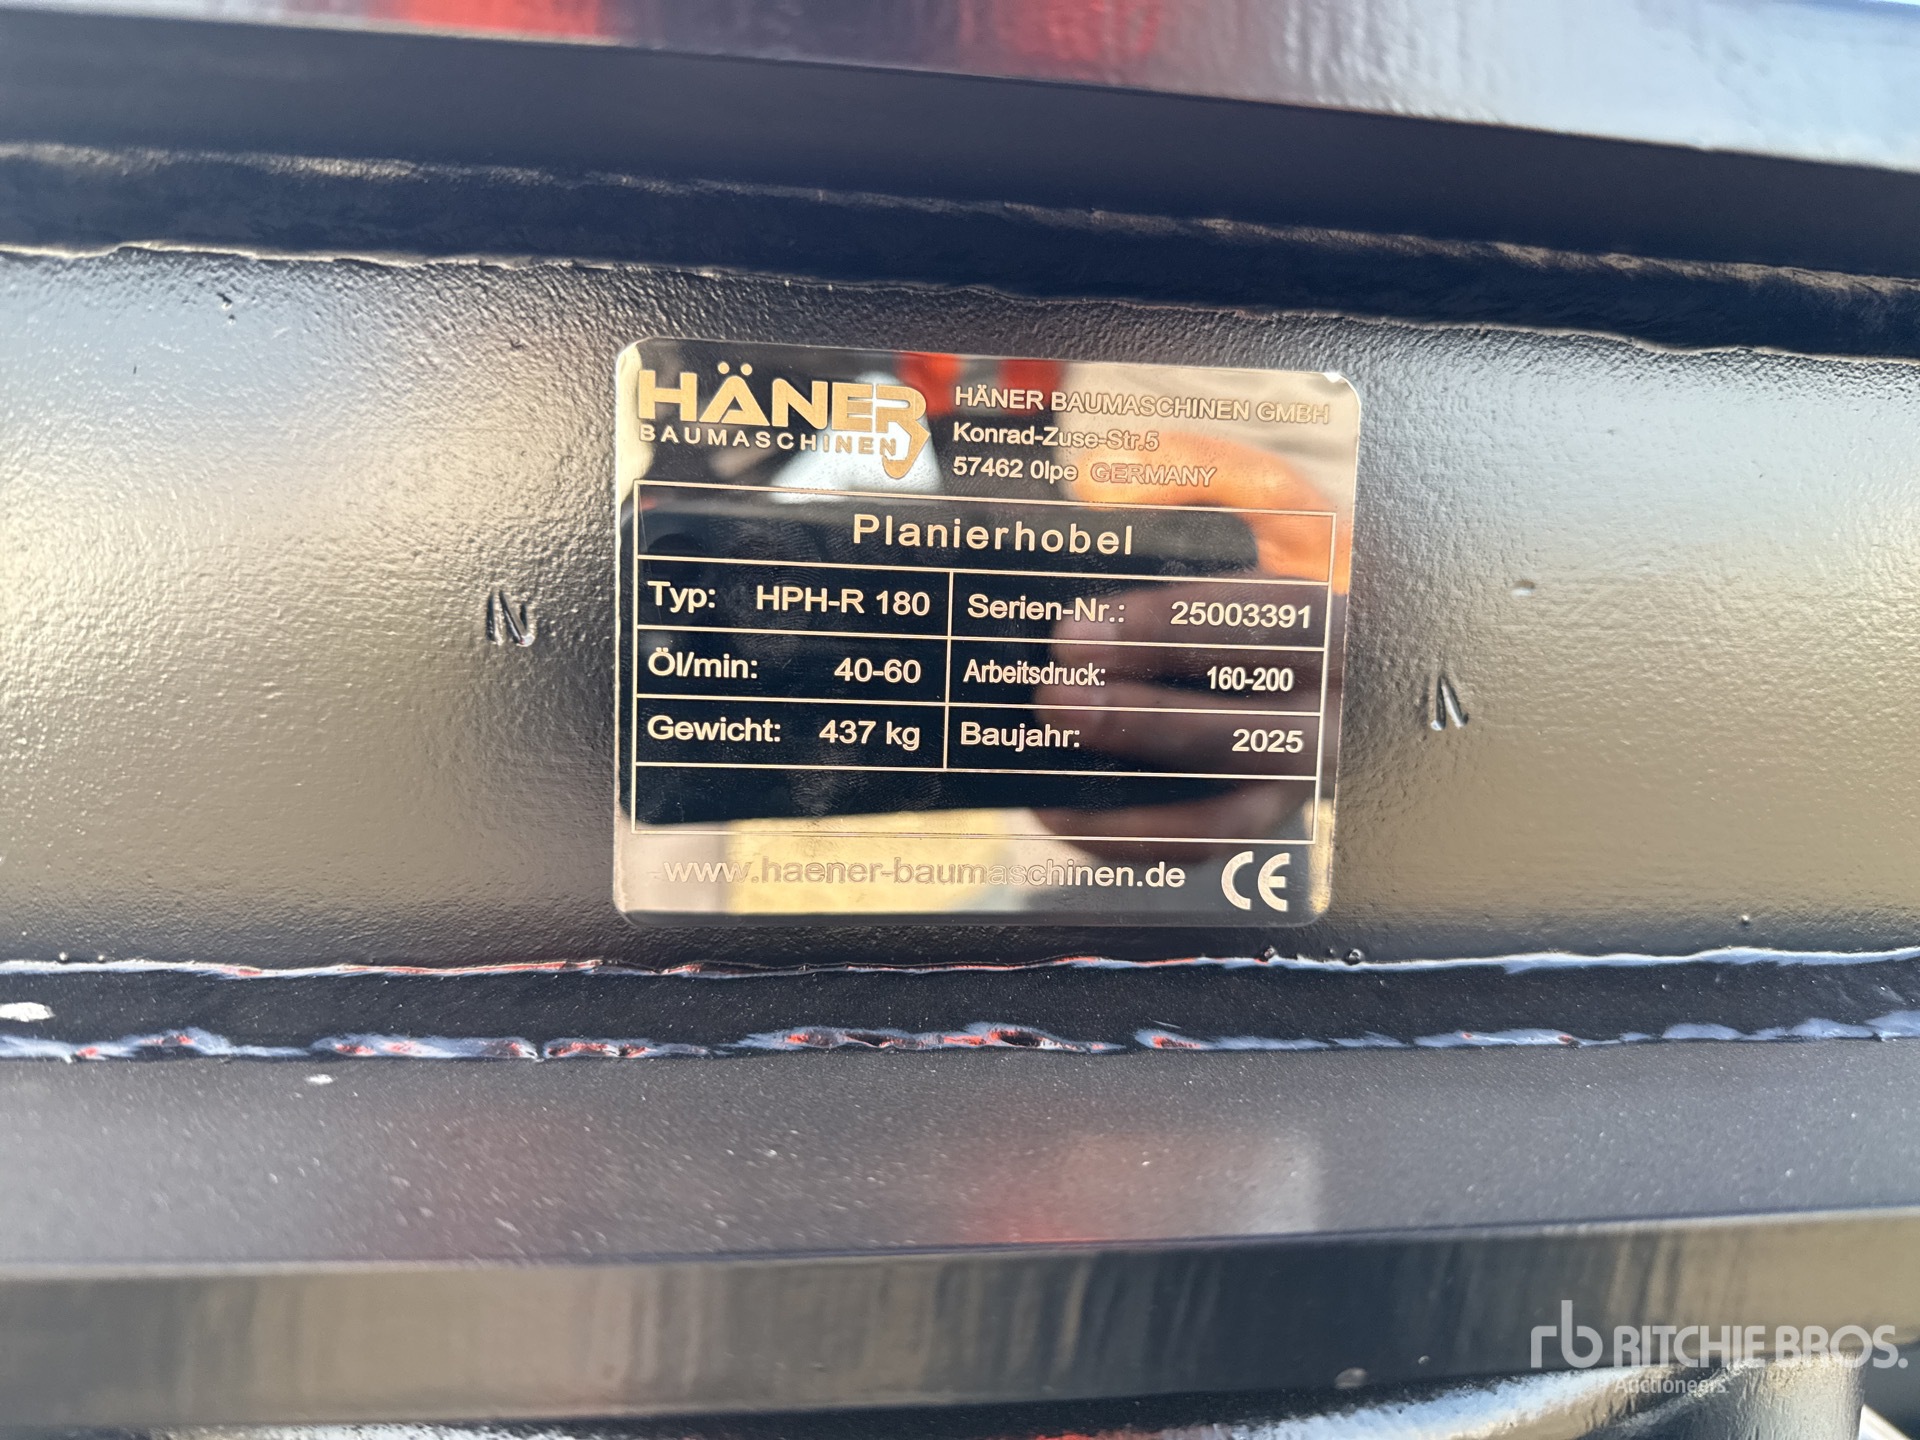 HÄNER
BAUMASCHINEN
HÄNER BAUMASCHINEN GMBH
Konrad-Zuse-Str.5
57462 0lpe GERMANY
Planierhobel
Typ: HPH-R 180 Serien-Nr.: 25003391
Öl/min: 40-60 Arbeitsdruck: 160-200
Gewicht: 437 kg Baujahr: 2025
www.haener-baumaschinen.de CE
N
N
rb RITCHIE BROS.
Auctioneers